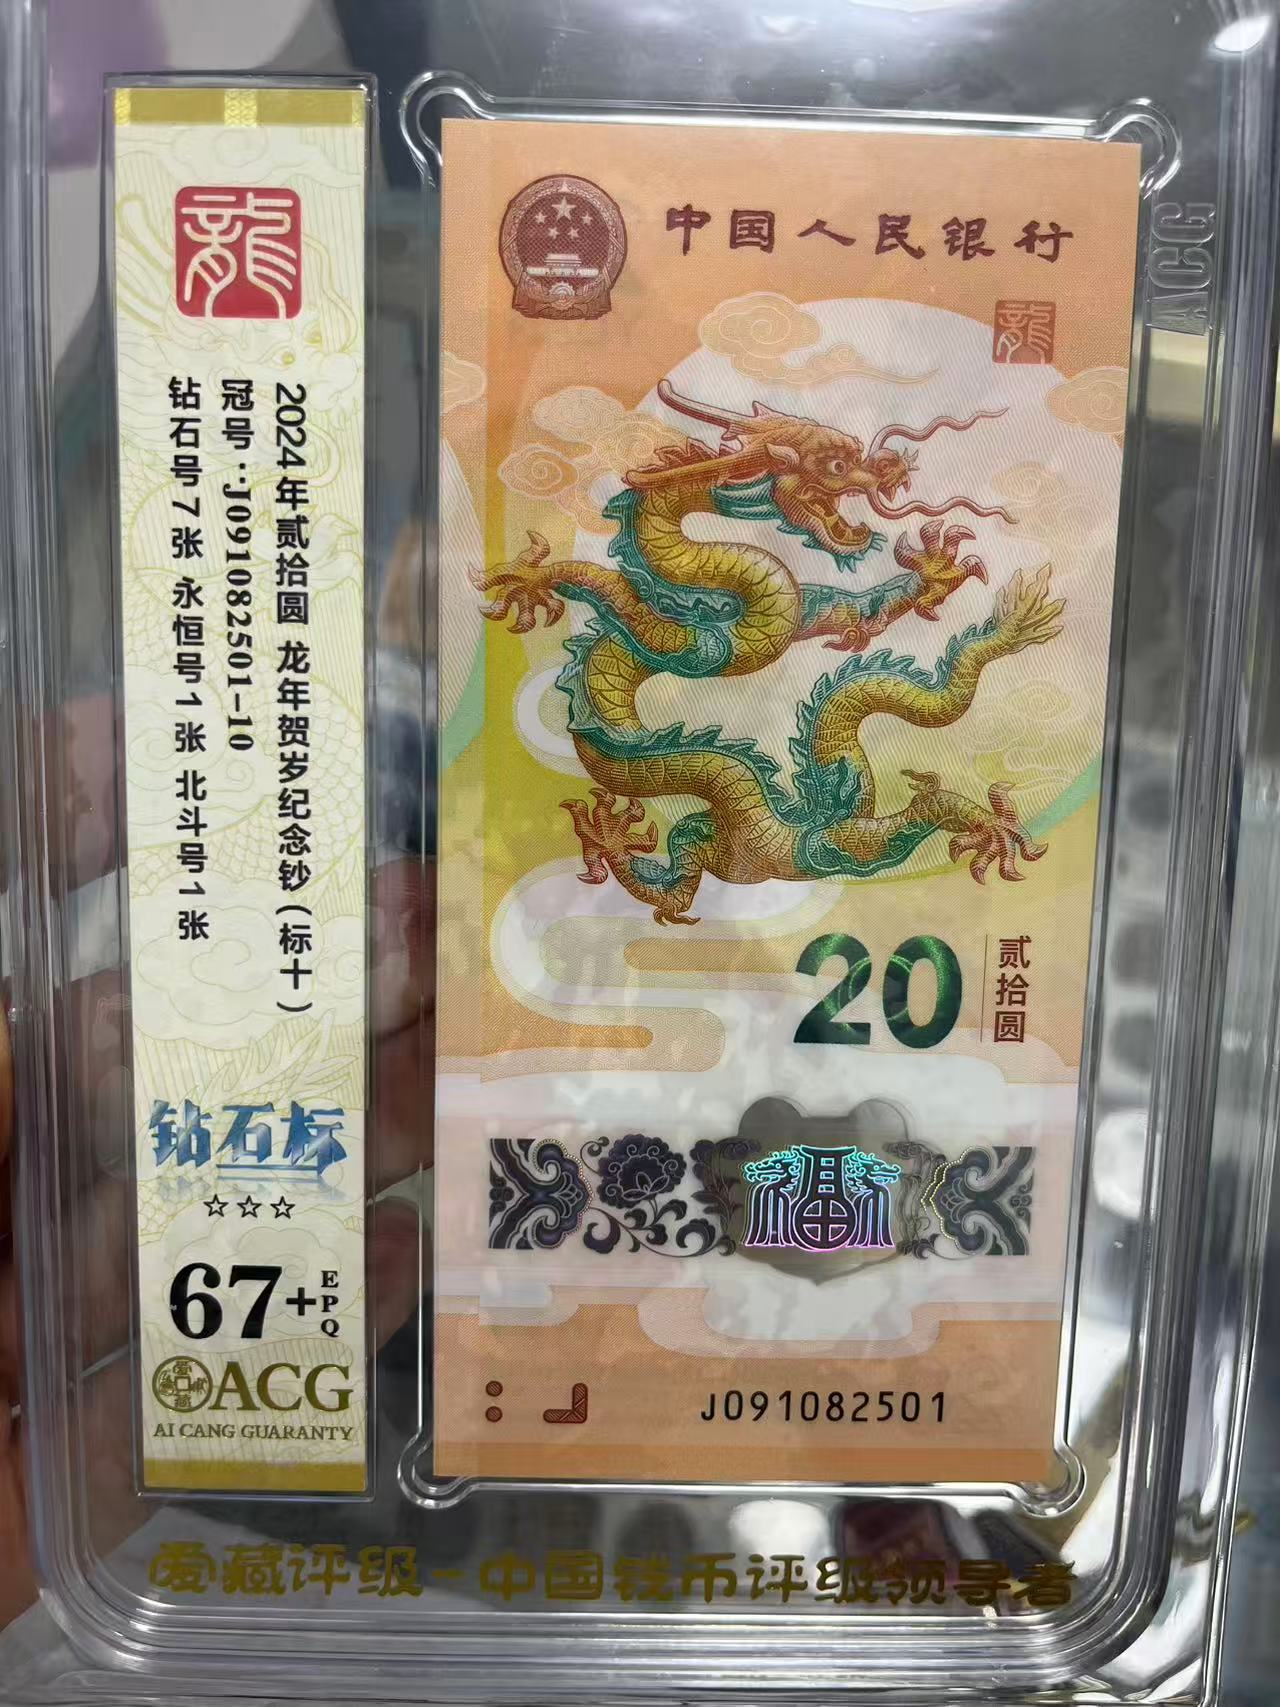 龍
2024年贰拾圆 龙年贺岁纪念钞(标十)
冠号:J091082501-10
钻石号7张 永恒号1张 北斗号1张
钻石标
☆☆☆
67+EPQ
ACG
AI CANG GUARANTY
中国人民银行
龍
20
贰拾圆
福
J091082501
ACG
爱藏评级-中国钱币评级领导者